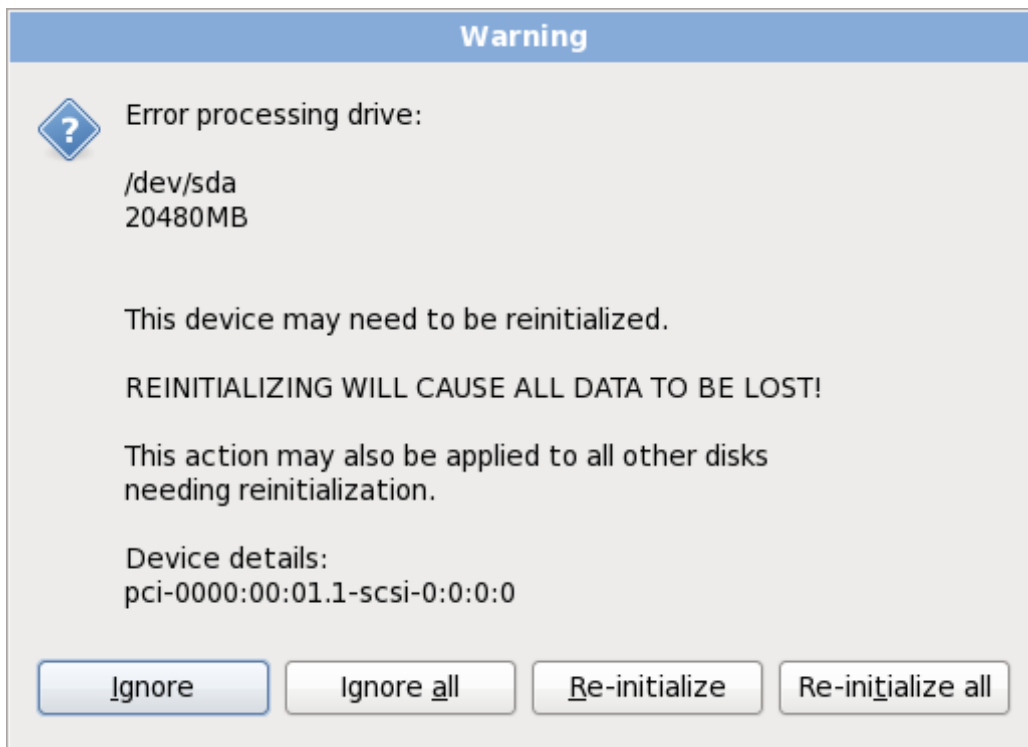 Warning
Error processing drive:
/dev/sda
20480MB
This device may need to be reinitialized.
REINITIALIZING WILL CAUSE ALL DATA TO BE LOST!
This action may also be applied to all other disks
needing reinitialization.
Device details:
pci-0000:00:01.1-scsi-0:0:0:0
Ignore Ignore all Re-initialize Re-initialize all